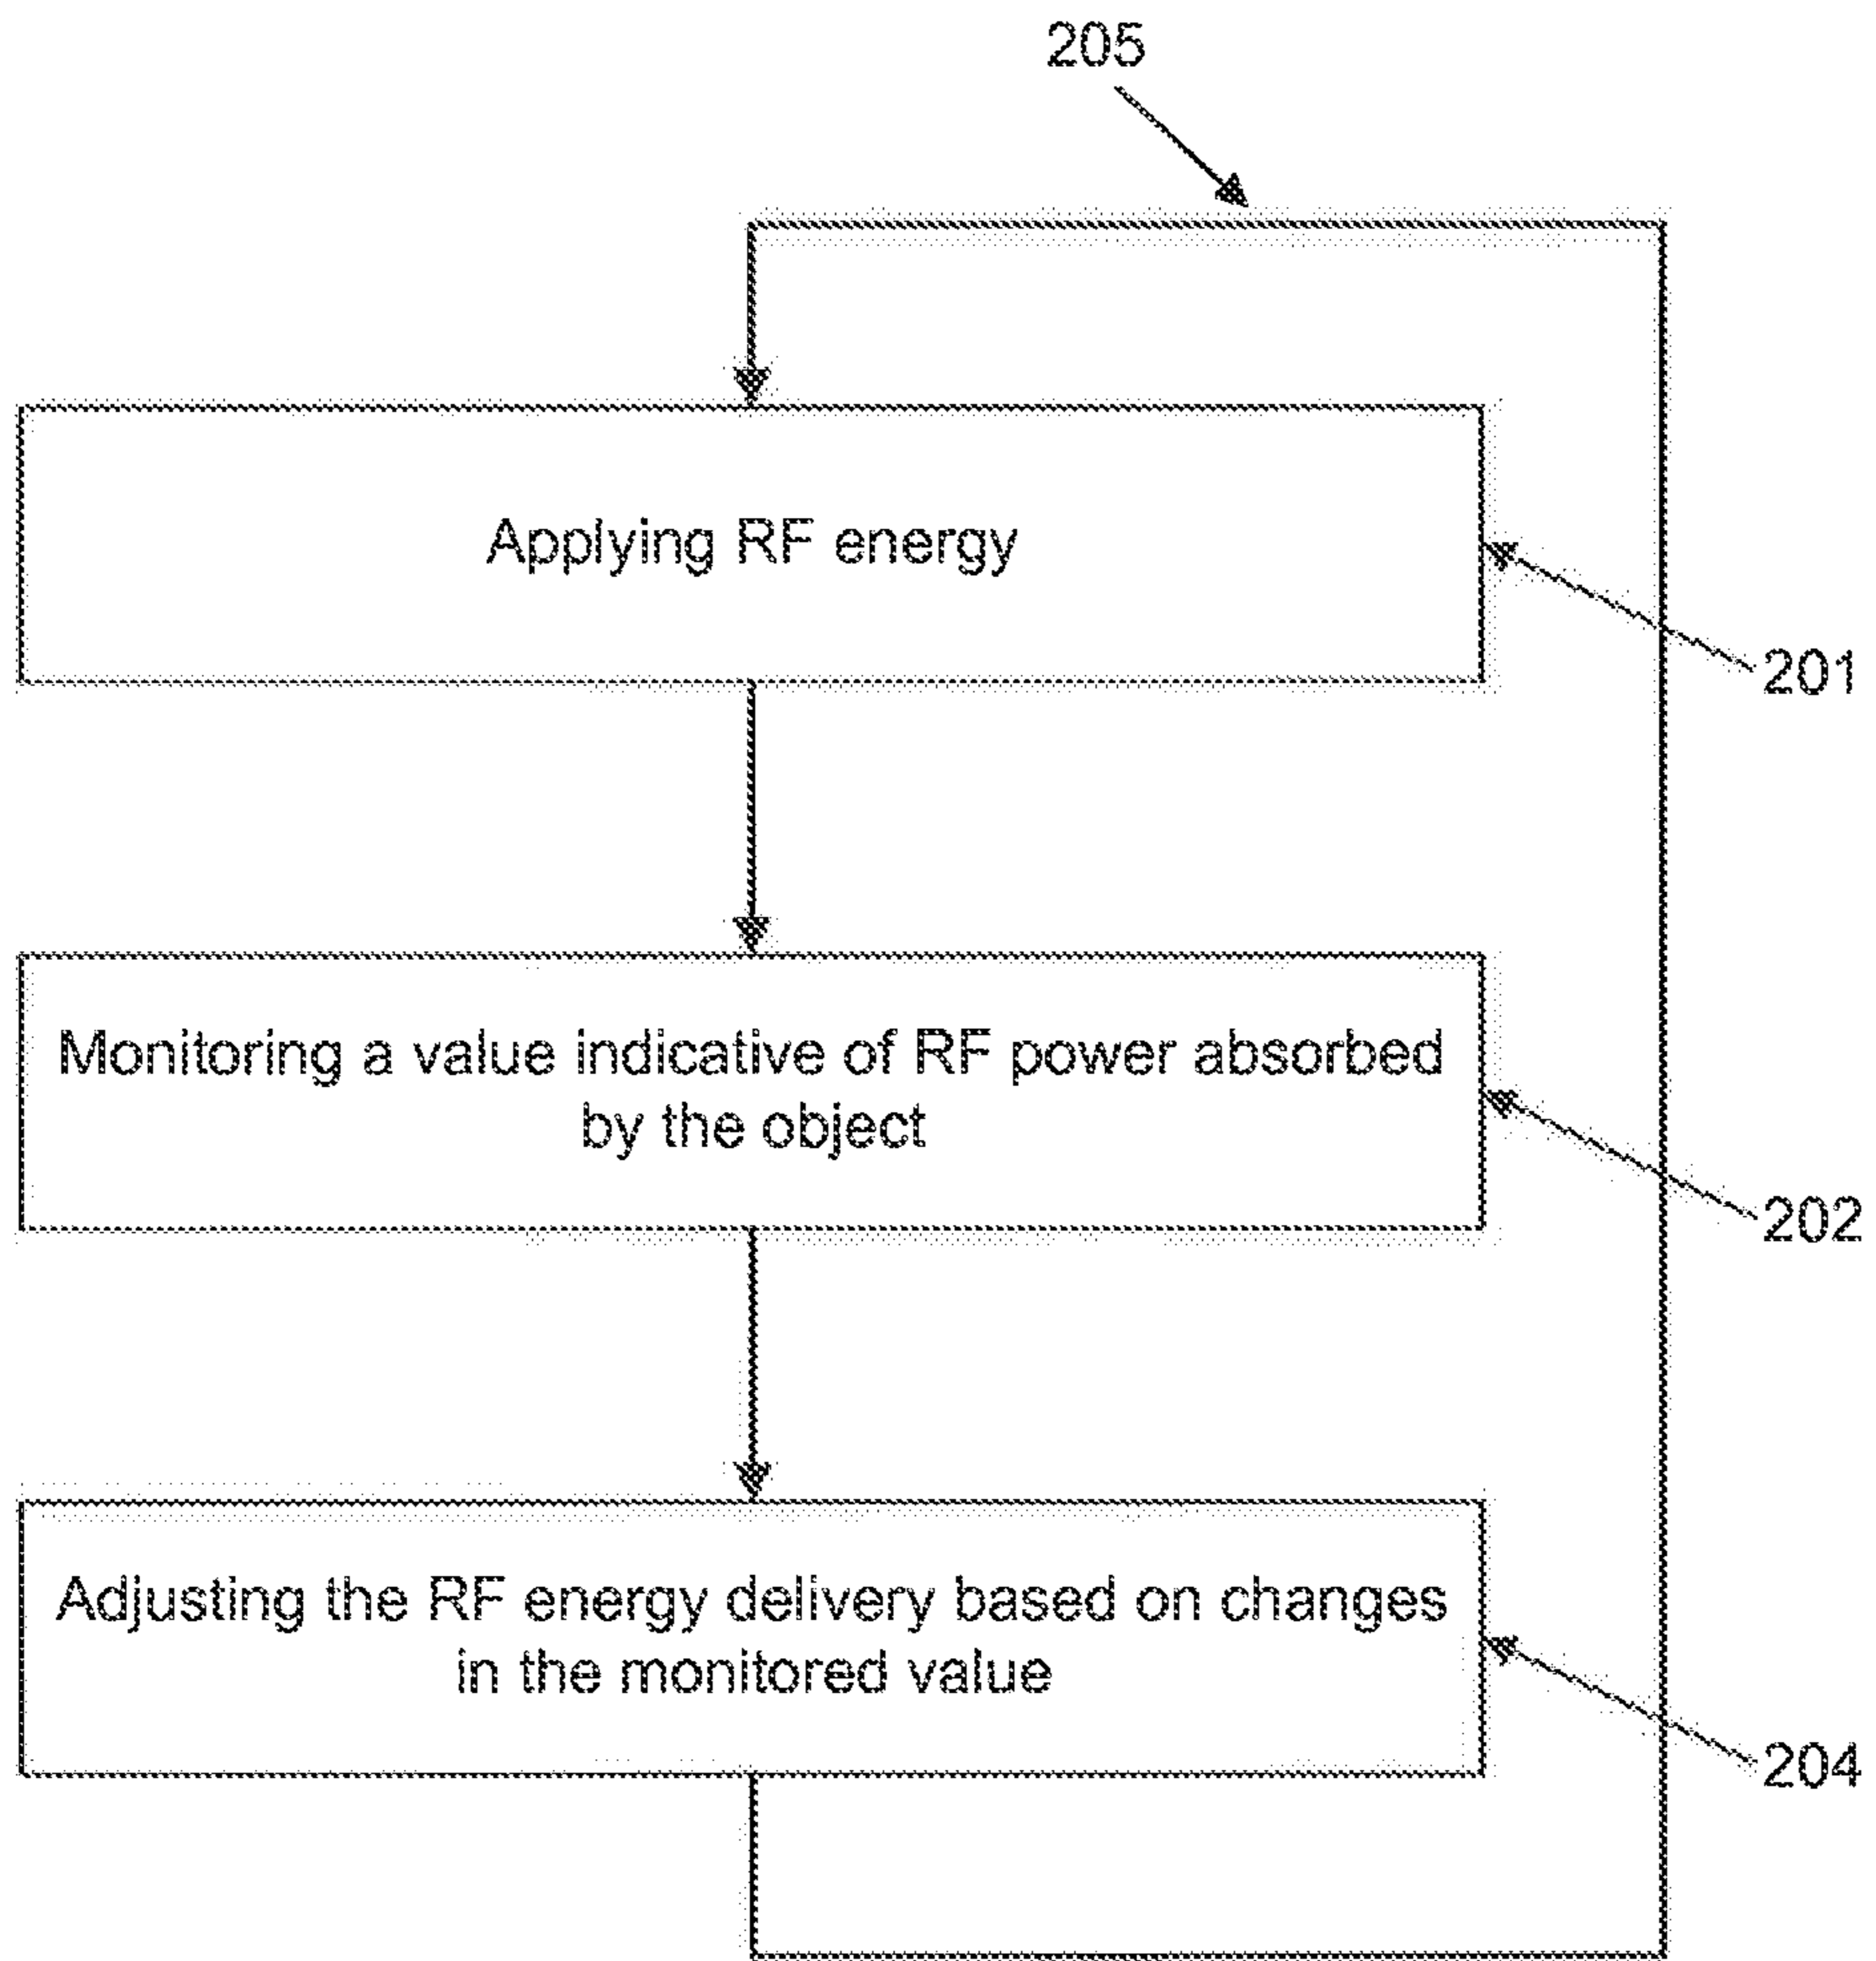 205
Applying RF energy
201
Monitoring a value indicative of RF power absorbed
by the object
202
Adjusting the RF energy delivery based on changes
in the monitored value
204